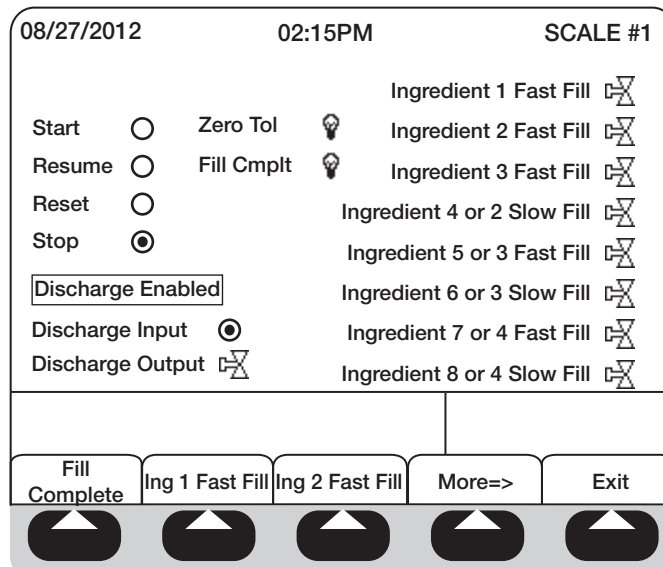 08/27/2012 02:15PM SCALE #1
Ingredient 1 Fast Fill
Start Zero Tol Ingredient 2 Fast Fill
Resume Fill Cmplt Ingredient 3 Fast Fill
Reset Ingredient 4 or 2 Slow Fill
Stop Ingredient 5 or 3 Fast Fill
Discharge Enabled Ingredient 6 or 3 Slow Fill
Discharge Input Ingredient 7 or 4 Fast Fill
Discharge Output Ingredient 8 or 4 Slow Fill
Fill Complete Ing 1 Fast Fill Ing 2 Fast Fill More=> Exit